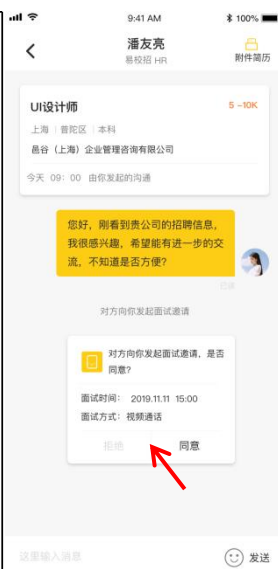 9:41 AM
100%
潘友亮
易校招 HR
附件简历
UI设计师
5 -10K
上海 普陀区 本科
邑谷（上海）企业管理咨询有限公司
今天 09：00 由你发起的沟通
您好，刚看到贵公司的招聘信息，
我很感兴趣，希望能有进一步的交
流，不知道是否方便？
已读
对方向你发起面试邀请
对方向你发起面试邀请，是否
同意?
面试时间： 2019.11.11 15:00
面试方式：视频通话
拒绝 同意
这里输入消息
发送